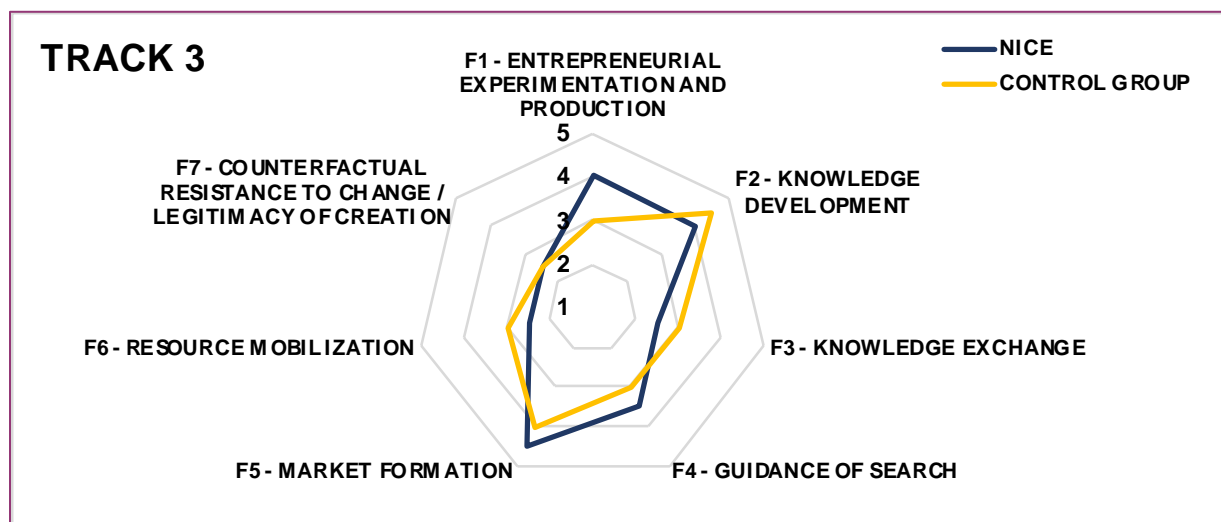 TRACK 3
NICE
CONTROL GROUP
F1 - ENTREPRENEURIAL
EXPERIMENTATION AND
PRODUCTION
5
4
3
2
1
F2 - KNOWLEDGE
DEVELOPMENT
F3 - KNOWLEDGE EXCHANGE
F4 - GUIDANCE OF SEARCH
F5 - MARKET FORMATION
F6 - RESOURCE MOBILIZATION
F7 - COUNTERFACTUAL
RESISTANCE TO CHANGE /
LEGITIMACY OF CREATION